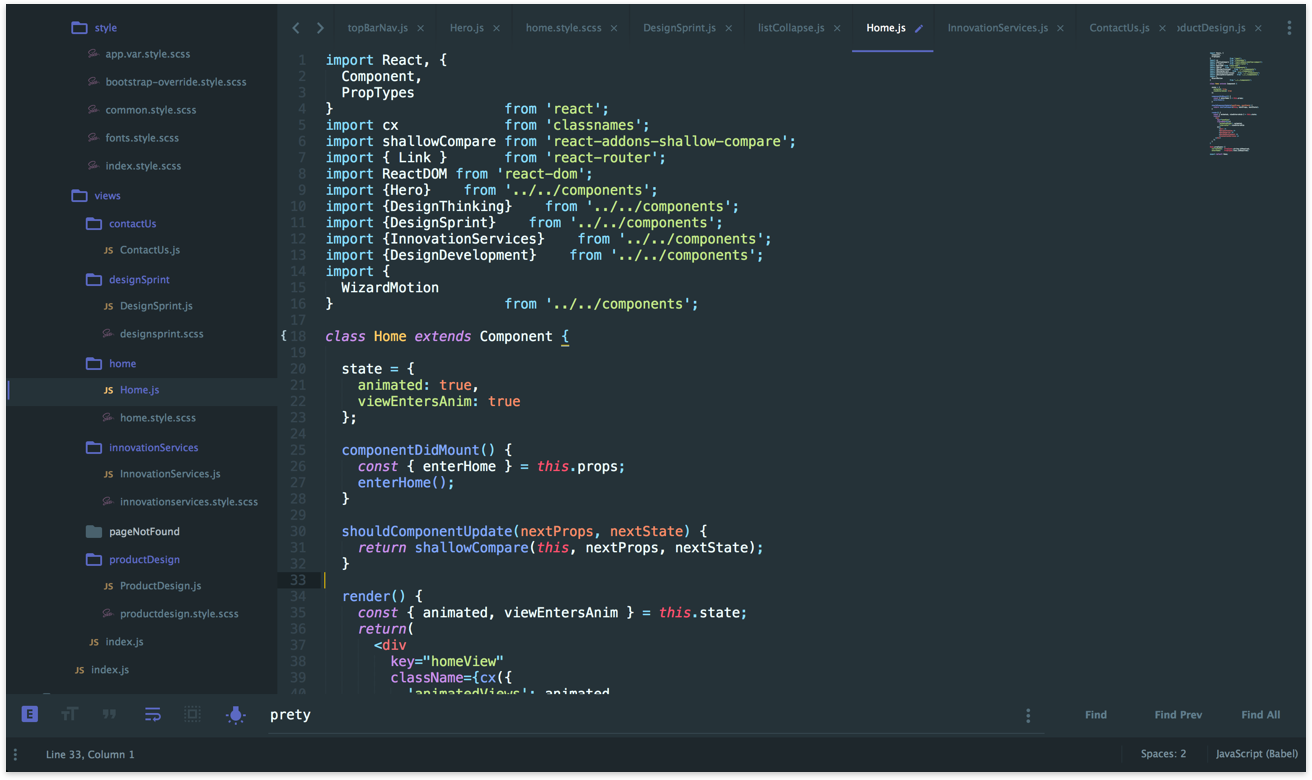 style
app.var.style.scss
bootstrap-override.style.scss
common.style.scss
fonts.style.scss
index.style.scss
views
contactUs
JS ContactUs.js
designSprint
JS DesignSprint.js
designsprint.scss
home
JS Home.js
home.style.scss
innovationServices
JS InnovationServices.js
innovationservices.style.scss
pageNotFound
productDesign
JS ProductDesign.js
productdesign.style.scss
JS index.js
JS index.js
topBarNav.js × Hero.js × home.style.scss × DesignSprint.js × listCollapse.js × Home.js InnovationServices.js × ContactUs.js × ductDesign.js ×
1 import React, {
2 Component,
3 PropTypes
4 } from 'react';
5 import cx from 'classnames';
6 import shallowCompare from 'react-addons-shallow-compare';
7 import { Link } from 'react-router';
8 import ReactDOM from 'react-dom';
9 import {Hero} from '../../components';
10 import {DesignThinking} from '../../components';
11 import {DesignSprint} from '../../components';
12 import {InnovationServices} from '../../components';
13 import {DesignDevelopment} from '../../components';
14 import {
15 WizardMotion
16 } from '../../components';
17
{ 18 class Home extends Component {
19
20 state = {
21 animated: true,
22 viewEntersAnim: true
23 };
24
25 componentDidMount() {
26 const { enterHome } = this.props;
27 enterHome();
28 }
29
30 shouldComponentUpdate(nextProps, nextState) {
31 return shallowCompare(this, nextProps, nextState);
32 }
33
34 render() {
35 const { animated, viewEntersAnim } = this.state;
36 return(
37 <div
38 key="homeView"
39 className={cx({
40 'animatedViews': animated
E prety Find Find Prev Find All
Line 33, Column 1 Spaces: 2 JavaScript (Babel)